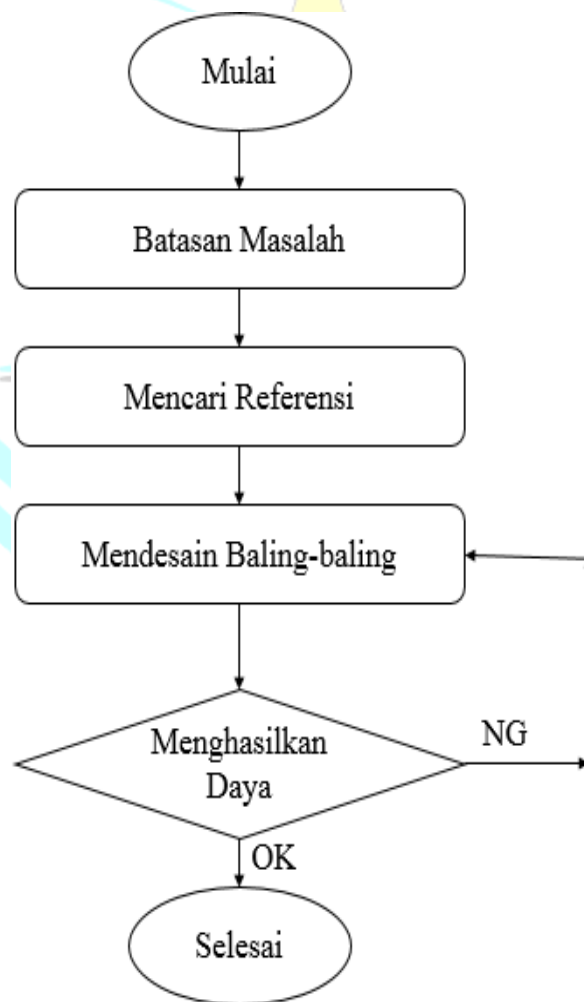 Mulai
Batasan Masalah
Mencari Referensi
Mendesain Baling-baling
Menghasilkan
Daya
NG
OK
Selesai